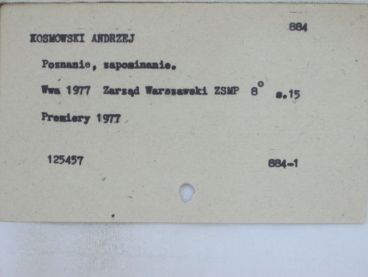 884
KOSMOWSKI ANDRZEJ
Poznanie, zapominanie.
Wwa 1977 Zarząd Warszawski ZSMP 8° s.15
Premiery 1977
125457 884-1